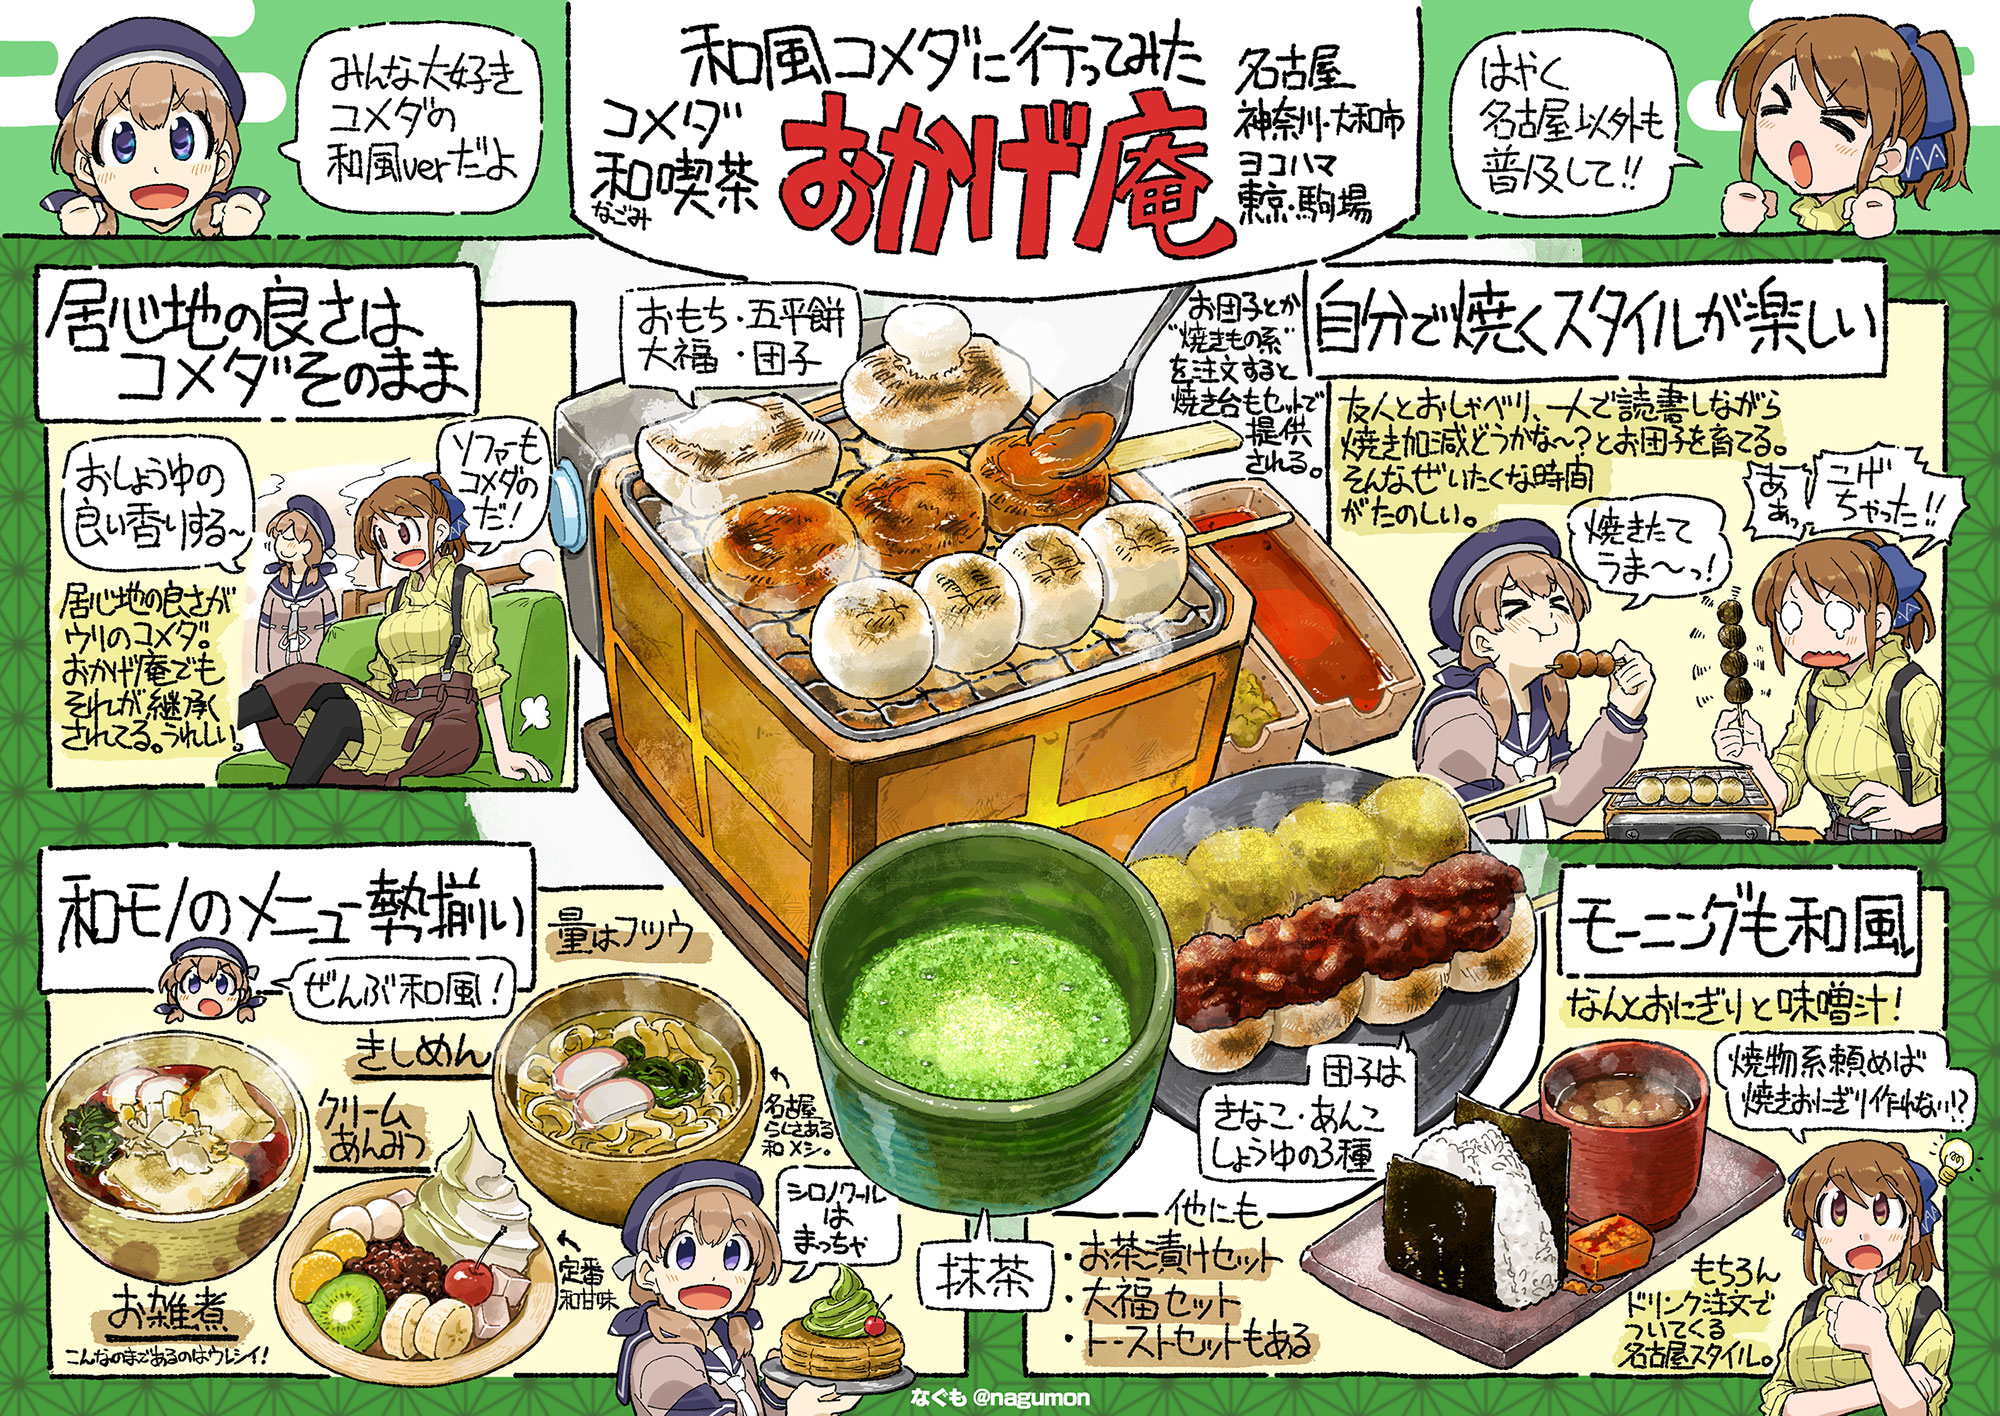 みんな大好き
コメダの
和風verだよ
和風コメダに行ってみた
コメダ
和喫茶
なごみ
おかげ庵
名古屋
神奈川・大和市
ヨコハマ
東京・駒場
はやく
名古屋以外も
普及して!!
居心地の良さは
コメダそのまま
おしょうゆの
良い香りする〜
ソファも
コメダの
だ!
居心地の良さが
ウリのコメダ。
おかげ庵でも
それが継承
されてる。うれしい。
おもち・五平餅
大福・団子
お団子とか
"焼きもの系"
を注文すると
焼き台もセットで
提供
される。
自分で焼くスタイルが楽しい
友人とおしゃべり、一人で読書しながら
焼き加減どうかな〜?とお団子を育てる。
そんなぜいたくな時間
がたのしい。
焼きたて
うま〜っ!
あぁ
あっ
こげ
ちゃった!!
和モノのメニュー勢揃い
ぜんぶ和風!
量はフツウ
きしめん
名古屋
らしさある
和メシ。
クリーム
あんみつ
定番
和甘味
お雑煮
こんなのまであるのはウレシイ!
シロノワールは
まっちゃ
抹茶
団子は
きなこ・あんこ
しょうゆの3種
他にも
・お茶漬けセット
・大福セット
・トーストセットもある
モーニングも和風
なんとおにぎりと味噌汁!
焼物系頼めば
焼きおにぎり作れない!?
もちろん
ドリンク注文で
ついてくる
名古屋スタイル。
なぐも @nagumon